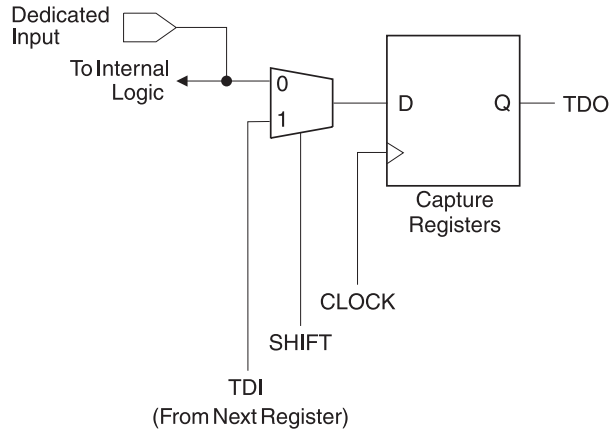 Dedicated
Input
To Internal
Logic
0
1
D
Q
TDO
Capture
Registers
CLOCK
SHIFT
TDI
(From Next Register)